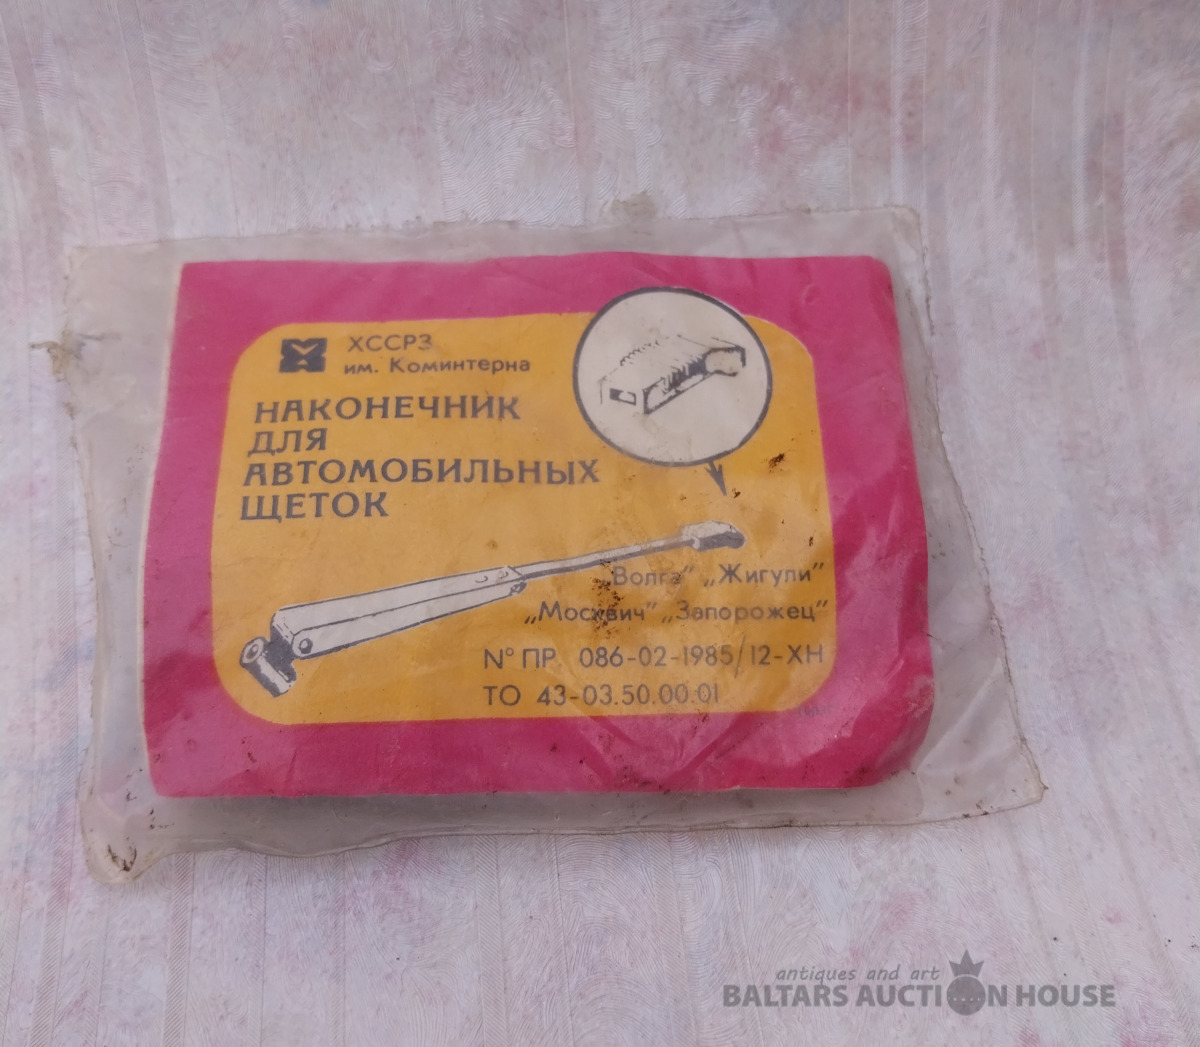 ХССРЗ
им. Коминтерна
НАКОНЕЧНИК
ДЛЯ
АВТОМОБИЛЬНЫХ
ЩЕТОК
„Волга” „Жигули”
„Москвич” „Запорожец”
N° ПР. 086-02-1985/12-ХН
ТО 43-03.50.00.01
antiques and art
BALTARS AUCTION HOUSE